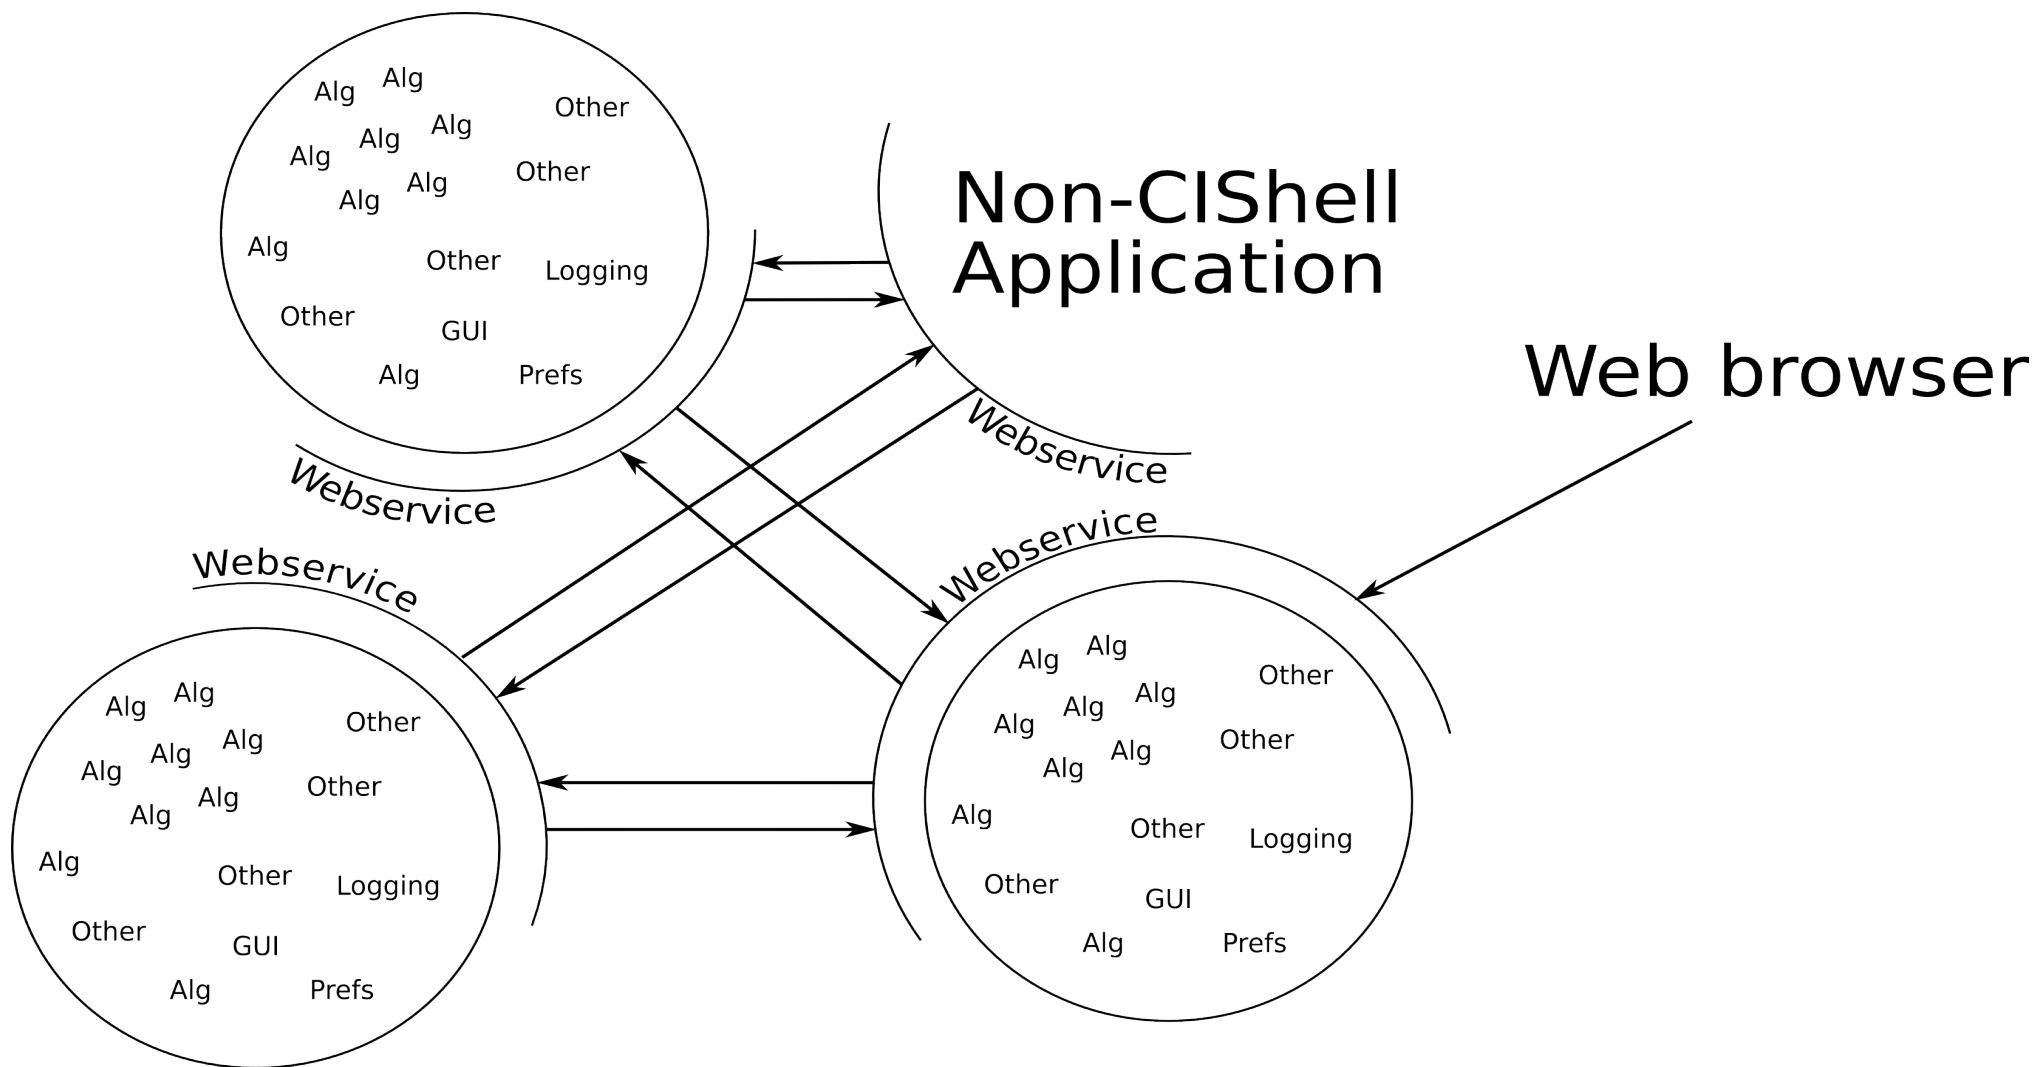 Alg
Alg
Other
Alg
Alg
Alg
Other
Alg
Alg
Alg
Other
Logging
Other
GUI
Alg
Prefs
Webservice
Non-CIShell
Application
Webservice
Web browser
Webservice
Alg
Alg
Other
Alg
Alg
Alg
Other
Alg
Alg
Alg
Other
Logging
Other
GUI
Alg
Prefs
Webservice
Alg
Alg
Other
Alg
Alg
Alg
Other
Alg
Alg
Alg
Other
Logging
Other
GUI
Alg
Prefs